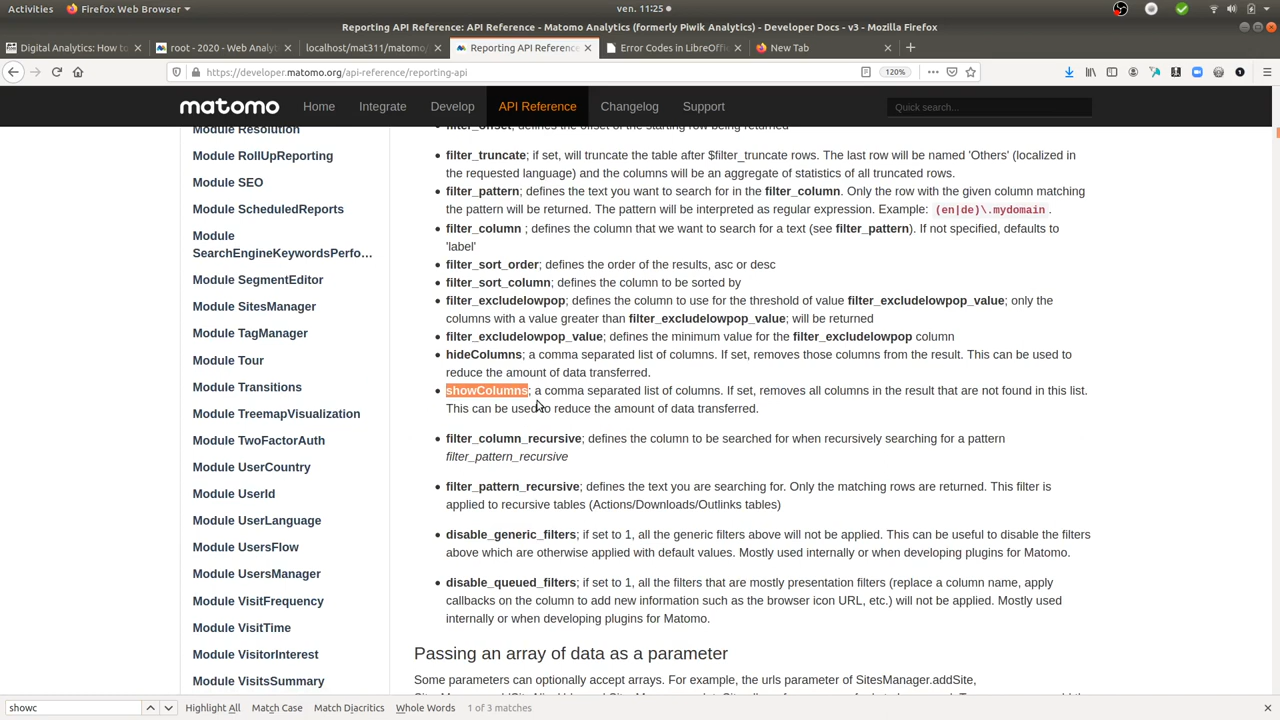 Activities Firefox Web Browser ven. 11:25
Reporting API Reference: API Reference - Matomo Analytics (formerly Piwik Analytics) - Developer Docs - v3 - Mozilla Firefox
Digital Analytics: How to root - 2020 - Web Analyt localhost/mat311/matomo/ Reporting API Reference Error Codes in LibreOffi New Tab
https://developer.matomo.org/api-reference/reporting-api 120%
matomo Home Integrate Develop API Reference Changelog Support Quick search...
Module Resolution
Module RollUpReporting
Module SEO
Module ScheduledReports
Module
SearchEngineKeywordsPerfo...
Module SegmentEditor
Module SitesManager
Module TagManager
Module Tour
Module Transitions
Module TreemapVisualization
Module TwoFactorAuth
Module UserCountry
Module UserId
Module UserLanguage
Module UsersFlow
Module UsersManager
Module VisitFrequency
Module VisitTime
Module VisitorInterest
Module VisitsSummary
filter_offset; defines the offset of the starting row being returned
filter_truncate; if set, will truncate the table after $filter_truncate rows. The last row will be named 'Others' (localized in
the requested language) and the columns will be an aggregate of statistics of all truncated rows.
filter_pattern; defines the text you want to search for in the filter_column. Only the row with the given column matching
the pattern will be returned. The pattern will be interpreted as regular expression. Example: (en|de)\.mydomain .
filter_column ; defines the column that we want to search for a text (see filter_pattern). If not specified, defaults to
'label'
filter_sort_order; defines the order of the results, asc or desc
filter_sort_column; defines the column to be sorted by
filter_excludelowpop; defines the column to use for the threshold of value filter_excludelowpop_value; only the
columns with a value greater than filter_excludelowpop_value; will be returned
filter_excludelowpop_value; defines the minimum value for the filter_excludelowpop column
hideColumns; a comma separated list of columns. If set, removes those columns from the result. This can be used to
reduce the amount of data transferred.
showColumns; a comma separated list of columns. If set, removes all columns in the result that are not found in this list.
This can be used to reduce the amount of data transferred.
filter_column_recursive; defines the column to be searched for when recursively searching for a pattern
filter_pattern_recursive
filter_pattern_recursive; defines the text you are searching for. Only the matching rows are returned. This filter is
applied to recursive tables (Actions/Downloads/Outlinks tables)
disable_generic_filters; if set to 1, all the generic filters above will not be applied. This can be useful to disable the filters
above which are otherwise applied with default values. Mostly used internally or when developing plugins for Matomo.
disable_queued_filters; if set to 1, all the filters that are mostly presentation filters (replace a column name, apply
callbacks on the column to add new information such as the browser icon URL, etc.) will not be applied. Mostly used
internally or when developing plugins for Matomo.
Passing an array of data as a parameter
Some parameters can optionally accept arrays. For example, the urls parameter of SitesManager.addSite,
showc Highlight All Match Case Match Diacritics Whole Words 1 of 3 matches